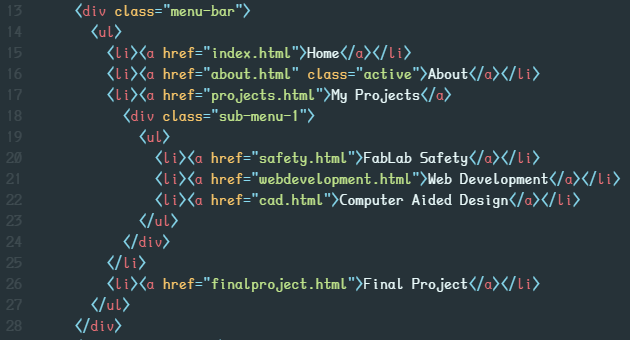 13 <div class="menu-bar">
14 <ul>
15 <li><a href="index.html">Home</a></li>
16 <li><a href="about.html" class="active">About</a></li>
17 <li><a href="projects.html">My Projects</a>
18 <div class="sub-menu-1">
19 <ul>
20 <li><a href="safety.html">FabLab Safety</a></li>
21 <li><a href="webdevelopment.html">Web Development</a></li>
22 <li><a href="cad.html">Computer Aided Design</a></li>
23 </ul>
24 </div>
25 </li>
26 <li><a href="finalproject.html">Final Project</a></li>
27 </ul>
28 </div>